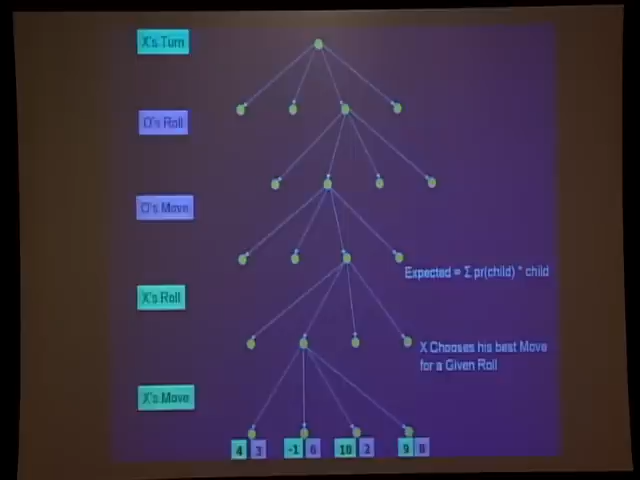 X's Turn
O's Roll
O's Move
Expected = Σ pr(child) * child
X's Roll
X Chooses his best Move
for a Given Roll
X's Move
4 3 -1 6 10 2 9 8